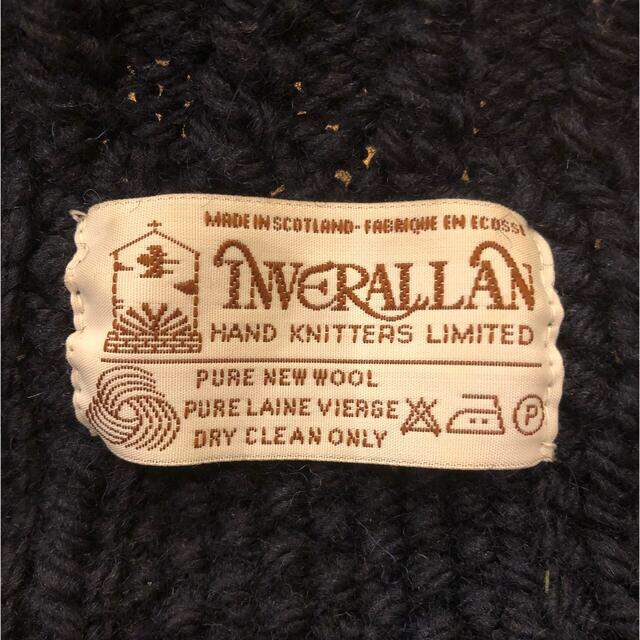 MADE IN SCOTLAND - FABRIQUE EN ECOSSE
INVERALLAN
HAND KNITTERS LIMITED
PURE NEW WOOL
PURE LAINE VIERGE
DRY CLEAN ONLY
P